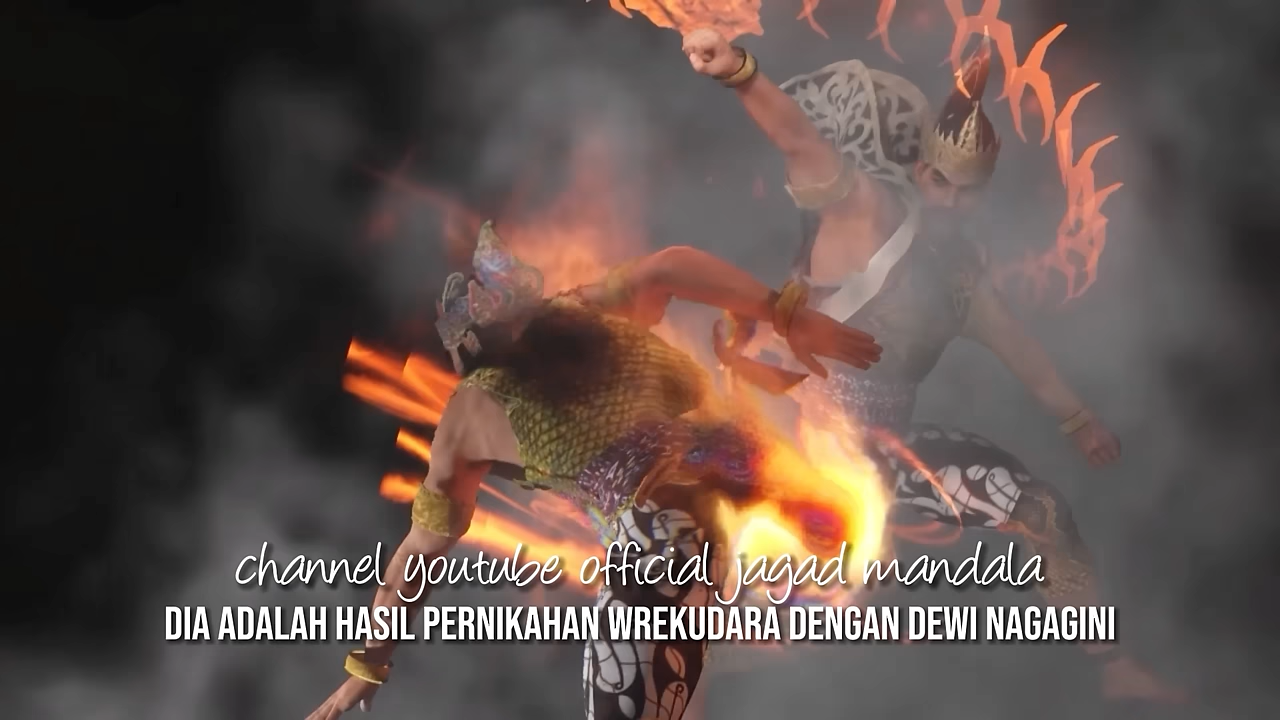 channel youtube official jagad mandala
DIA ADALAH HASIL PERNIKAHAN WREKUDARA DENGAN DEWI NAGAGINI